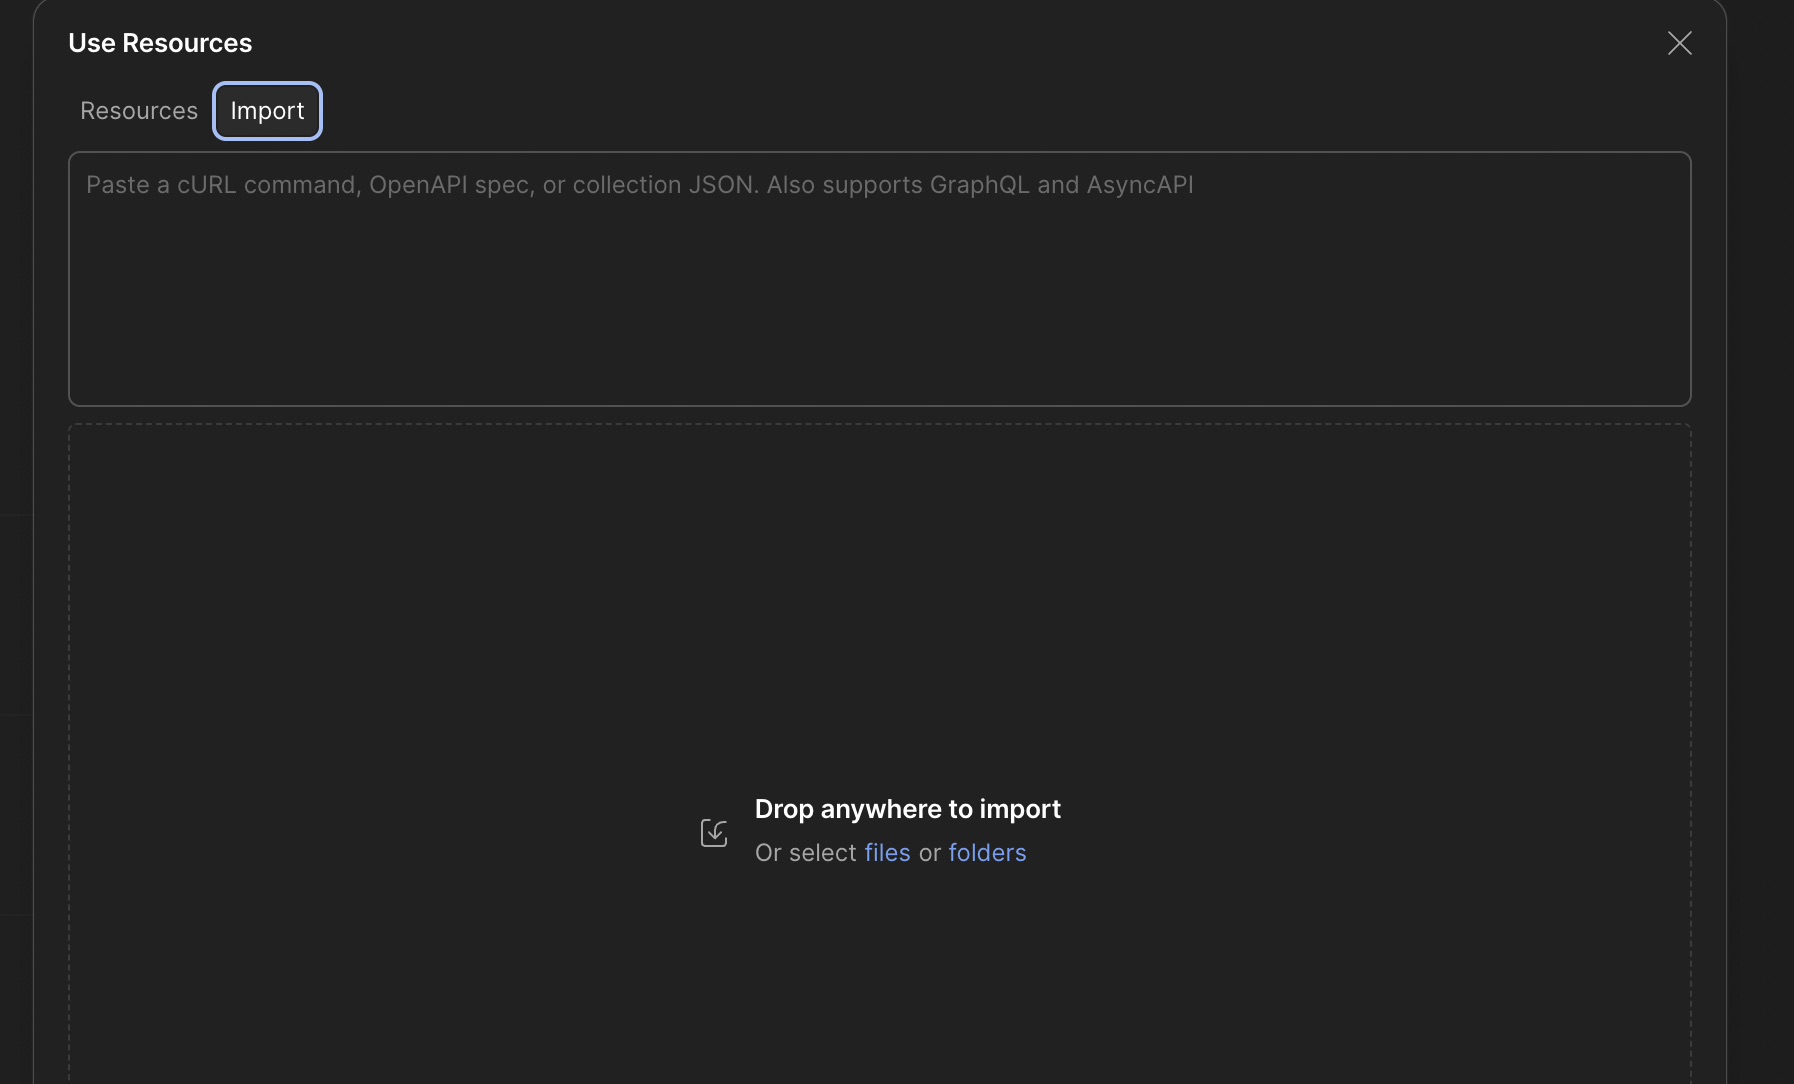 Use Resources
Resources Import
Paste a cURL command, OpenAPI spec, or collection JSON. Also supports GraphQL and AsyncAPI
Drop anywhere to import
Or select files or folders